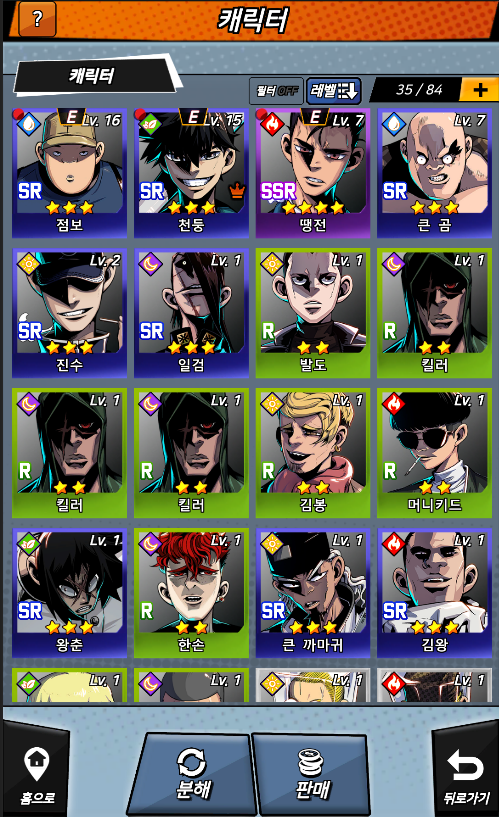 ?
캐릭터
캐릭터
필터 OFF
레벨
35 / 84
+
E Lv. 16
SR
점보
E Lv. 15
SR
천둥
E Lv. 7
SSR
땡전
Lv. 7
SR
큰 곰
Lv. 2
SR
진수
Lv. 1
SR
일검
Lv. 1
R
발도
Lv. 1
R
킬러
Lv. 1
R
킬러
Lv. 1
R
킬러
Lv. 1
R
김봉
Lv. 1
R
머니키드
Lv. 1
SR
왕춘
Lv. 1
R
한손
Lv. 1
SR
큰 까마귀
Lv. 1
SR
김왕
Lv. 1
Lv. 1
Lv. 1
Lv. 1
홈으로
분해
판매
뒤로가기